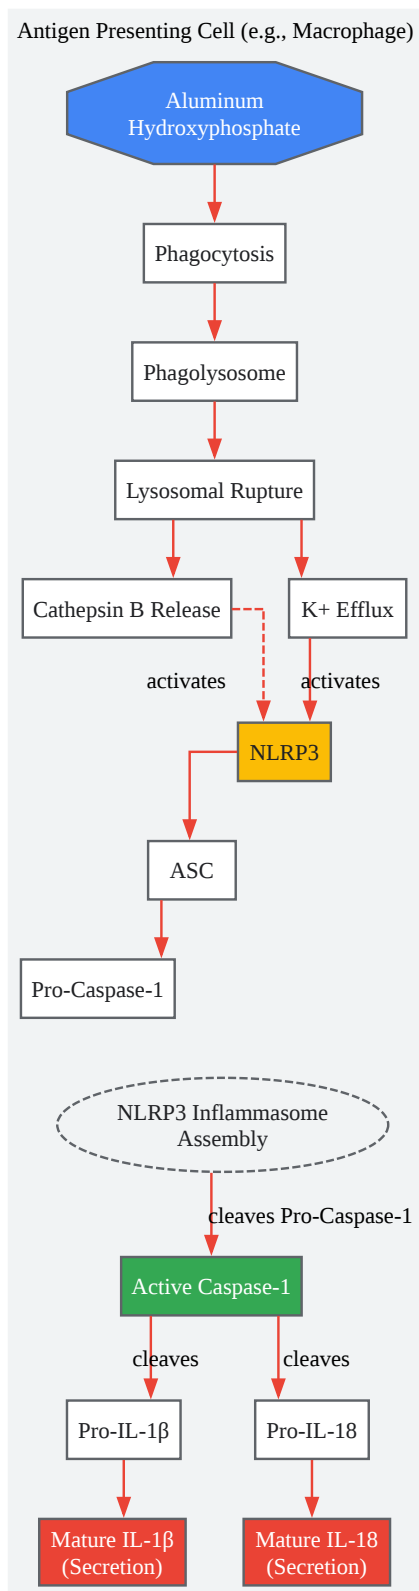 Antigen Presenting Cell (e.g., Macrophage)
Aluminum
Hydroxyphosphate
Phagocytosis
Phagolysosome
Lysosomal Rupture
Cathepsin B Release
K+ Efflux
activates
activates
NLRP3
ASC
Pro-Caspase-1
NLRP3 Inflammasome
Assembly
cleaves Pro-Caspase-1
Active Caspase-1
cleaves
cleaves
Pro-IL-1β
Pro-IL-18
Mature IL-1β
(Secretion)
Mature IL-18
(Secretion)